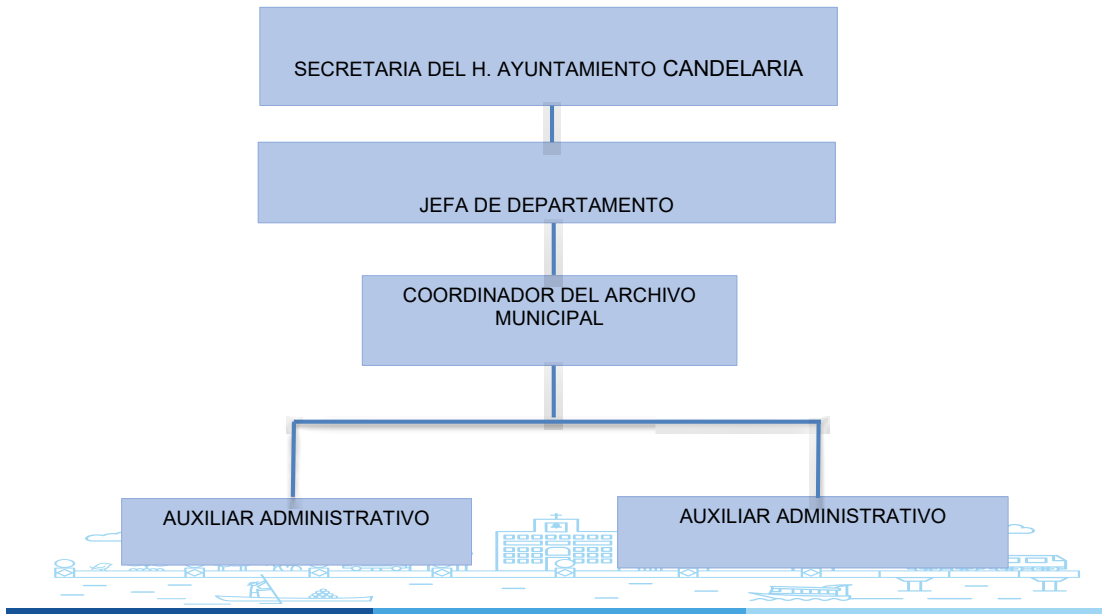 SECRETARIA DEL H. AYUNTAMIENTO CANDELARIA
JEFA DE DEPARTAMENTO
COORDINADOR DEL ARCHIVO
MUNICIPAL
AUXILIAR ADMINISTRATIVO
AUXILIAR ADMINISTRATIVO